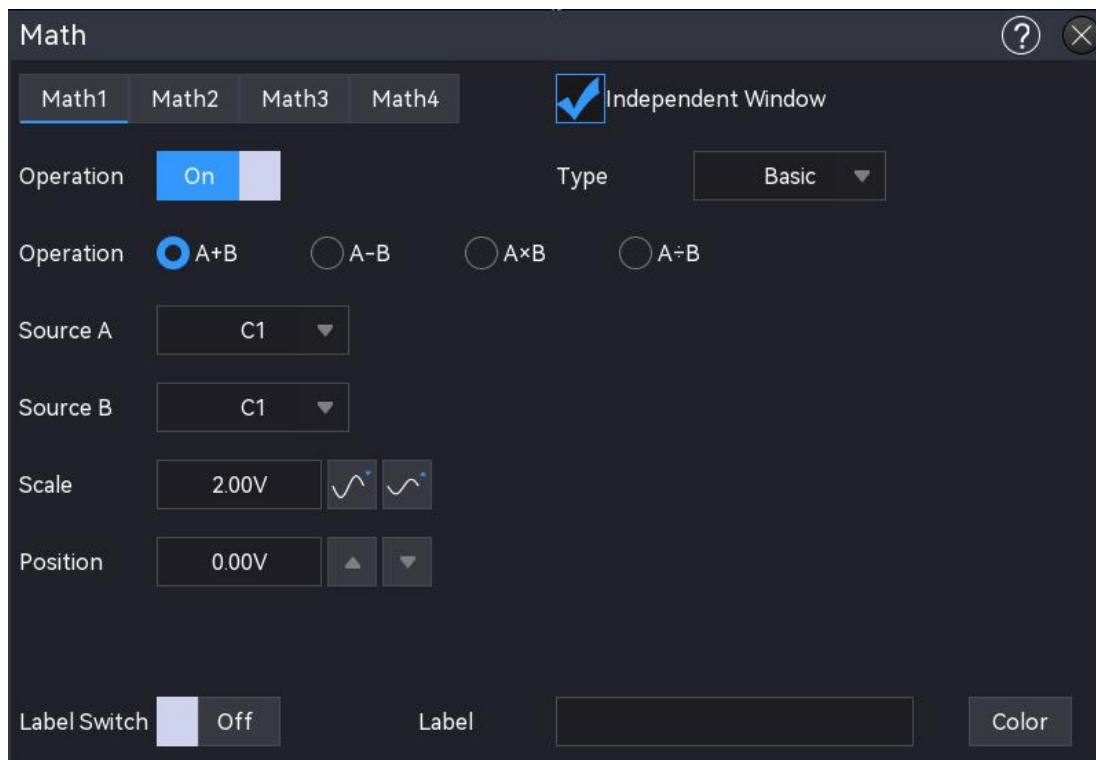 Math
?
Math1 Math2 Math3 Math4 Independent Window
Operation On Type Basic
Operation A+B A-B A×B A÷B
Source A C1
Source B C1
Scale 2.00V
Position 0.00V
Label Switch Off Label Color